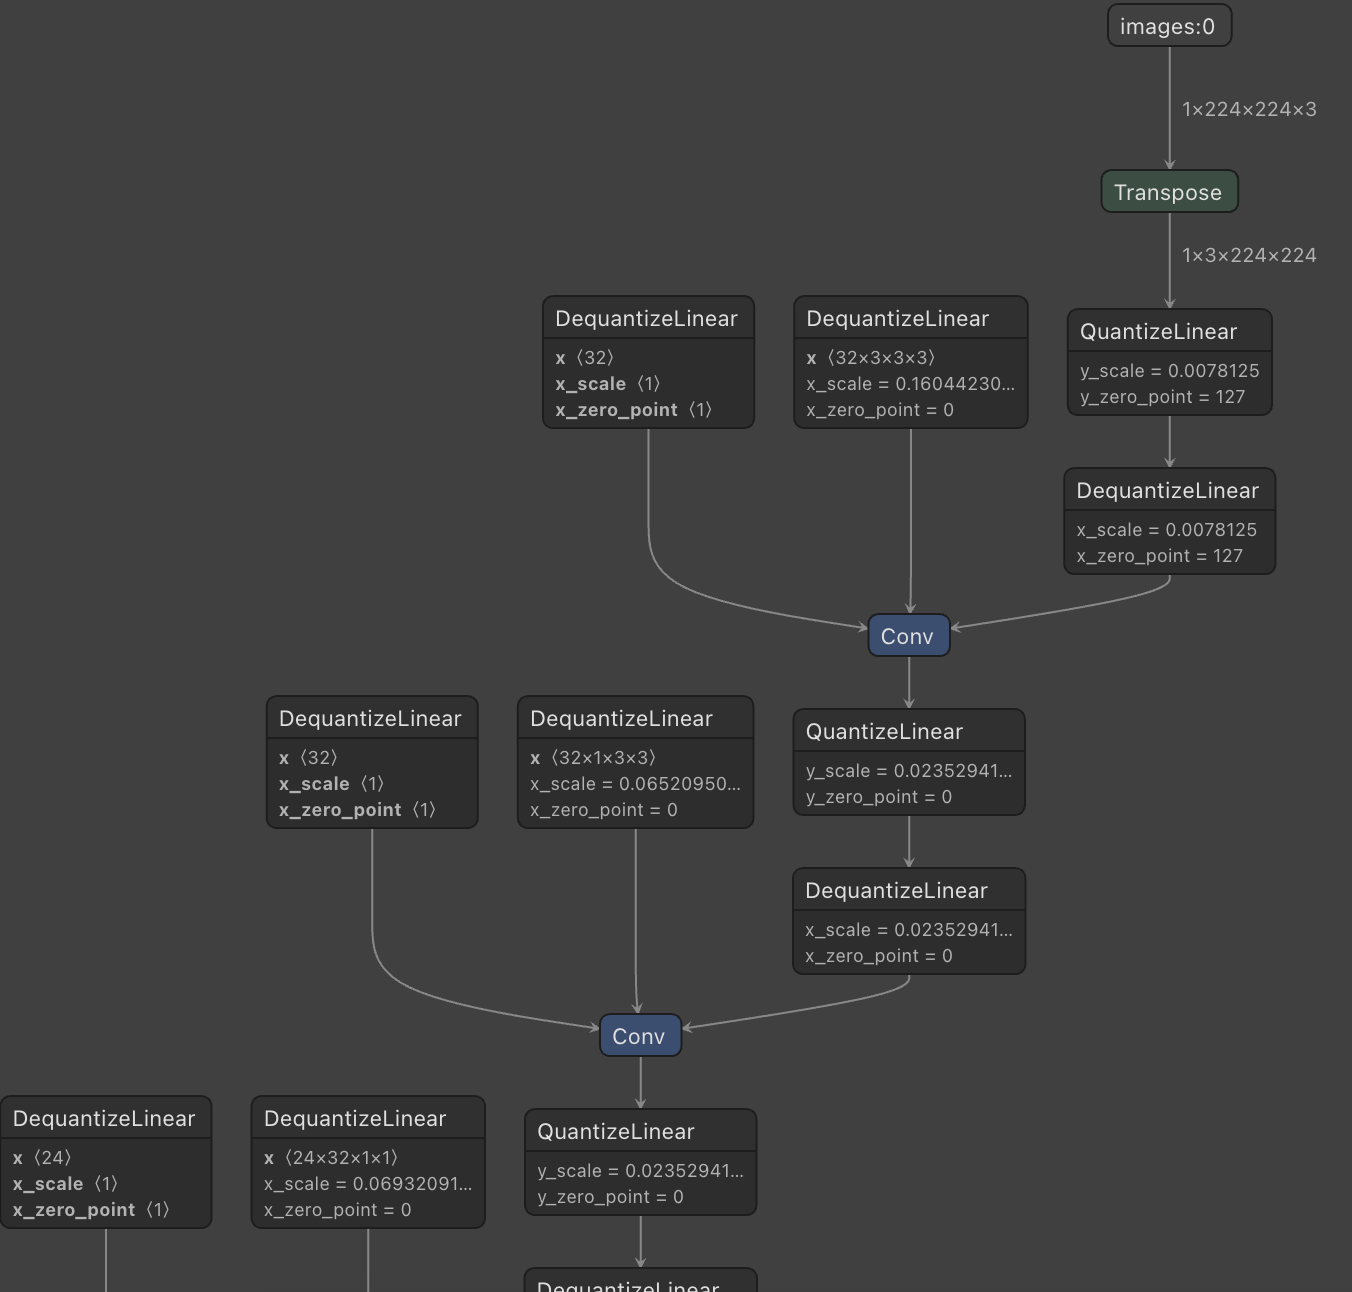 images:0
1×224×224×3
Transpose
1×3×224×224
DequantizeLinear
x ⟨32⟩
x_scale ⟨1⟩
x_zero_point ⟨1⟩
DequantizeLinear
x ⟨32×3×3×3⟩
x_scale = 0.16044230…
x_zero_point = 0
QuantizeLinear
y_scale = 0.0078125
y_zero_point = 127
DequantizeLinear
x_scale = 0.0078125
x_zero_point = 127
Conv
DequantizeLinear
x ⟨32⟩
x_scale ⟨1⟩
x_zero_point ⟨1⟩
DequantizeLinear
x ⟨32×1×3×3⟩
x_scale = 0.06520950…
x_zero_point = 0
QuantizeLinear
y_scale = 0.02352941…
y_zero_point = 0
DequantizeLinear
x_scale = 0.02352941…
x_zero_point = 0
Conv
DequantizeLinear
x ⟨24⟩
x_scale ⟨1⟩
x_zero_point ⟨1⟩
DequantizeLinear
x ⟨24×32×1×1⟩
x_scale = 0.06932091…
x_zero_point = 0
QuantizeLinear
y_scale = 0.02352941…
y_zero_point = 0
DequantizeLinear